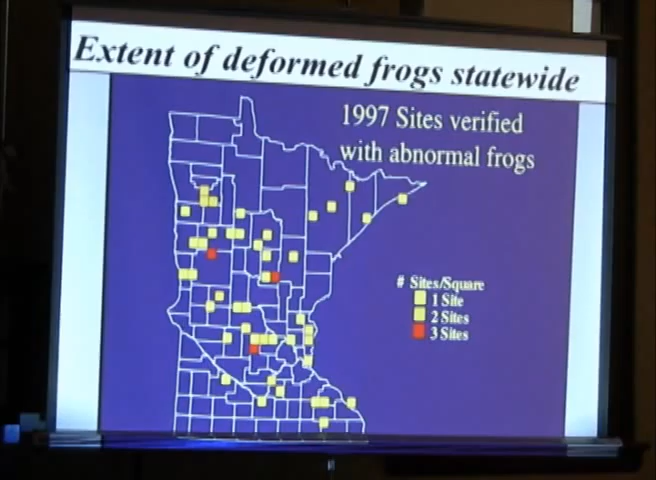 Extent of deformed frogs statewide
1997 Sites verified
with abnormal frogs
# Sites/Square
1 Site
2 Sites
3 Sites